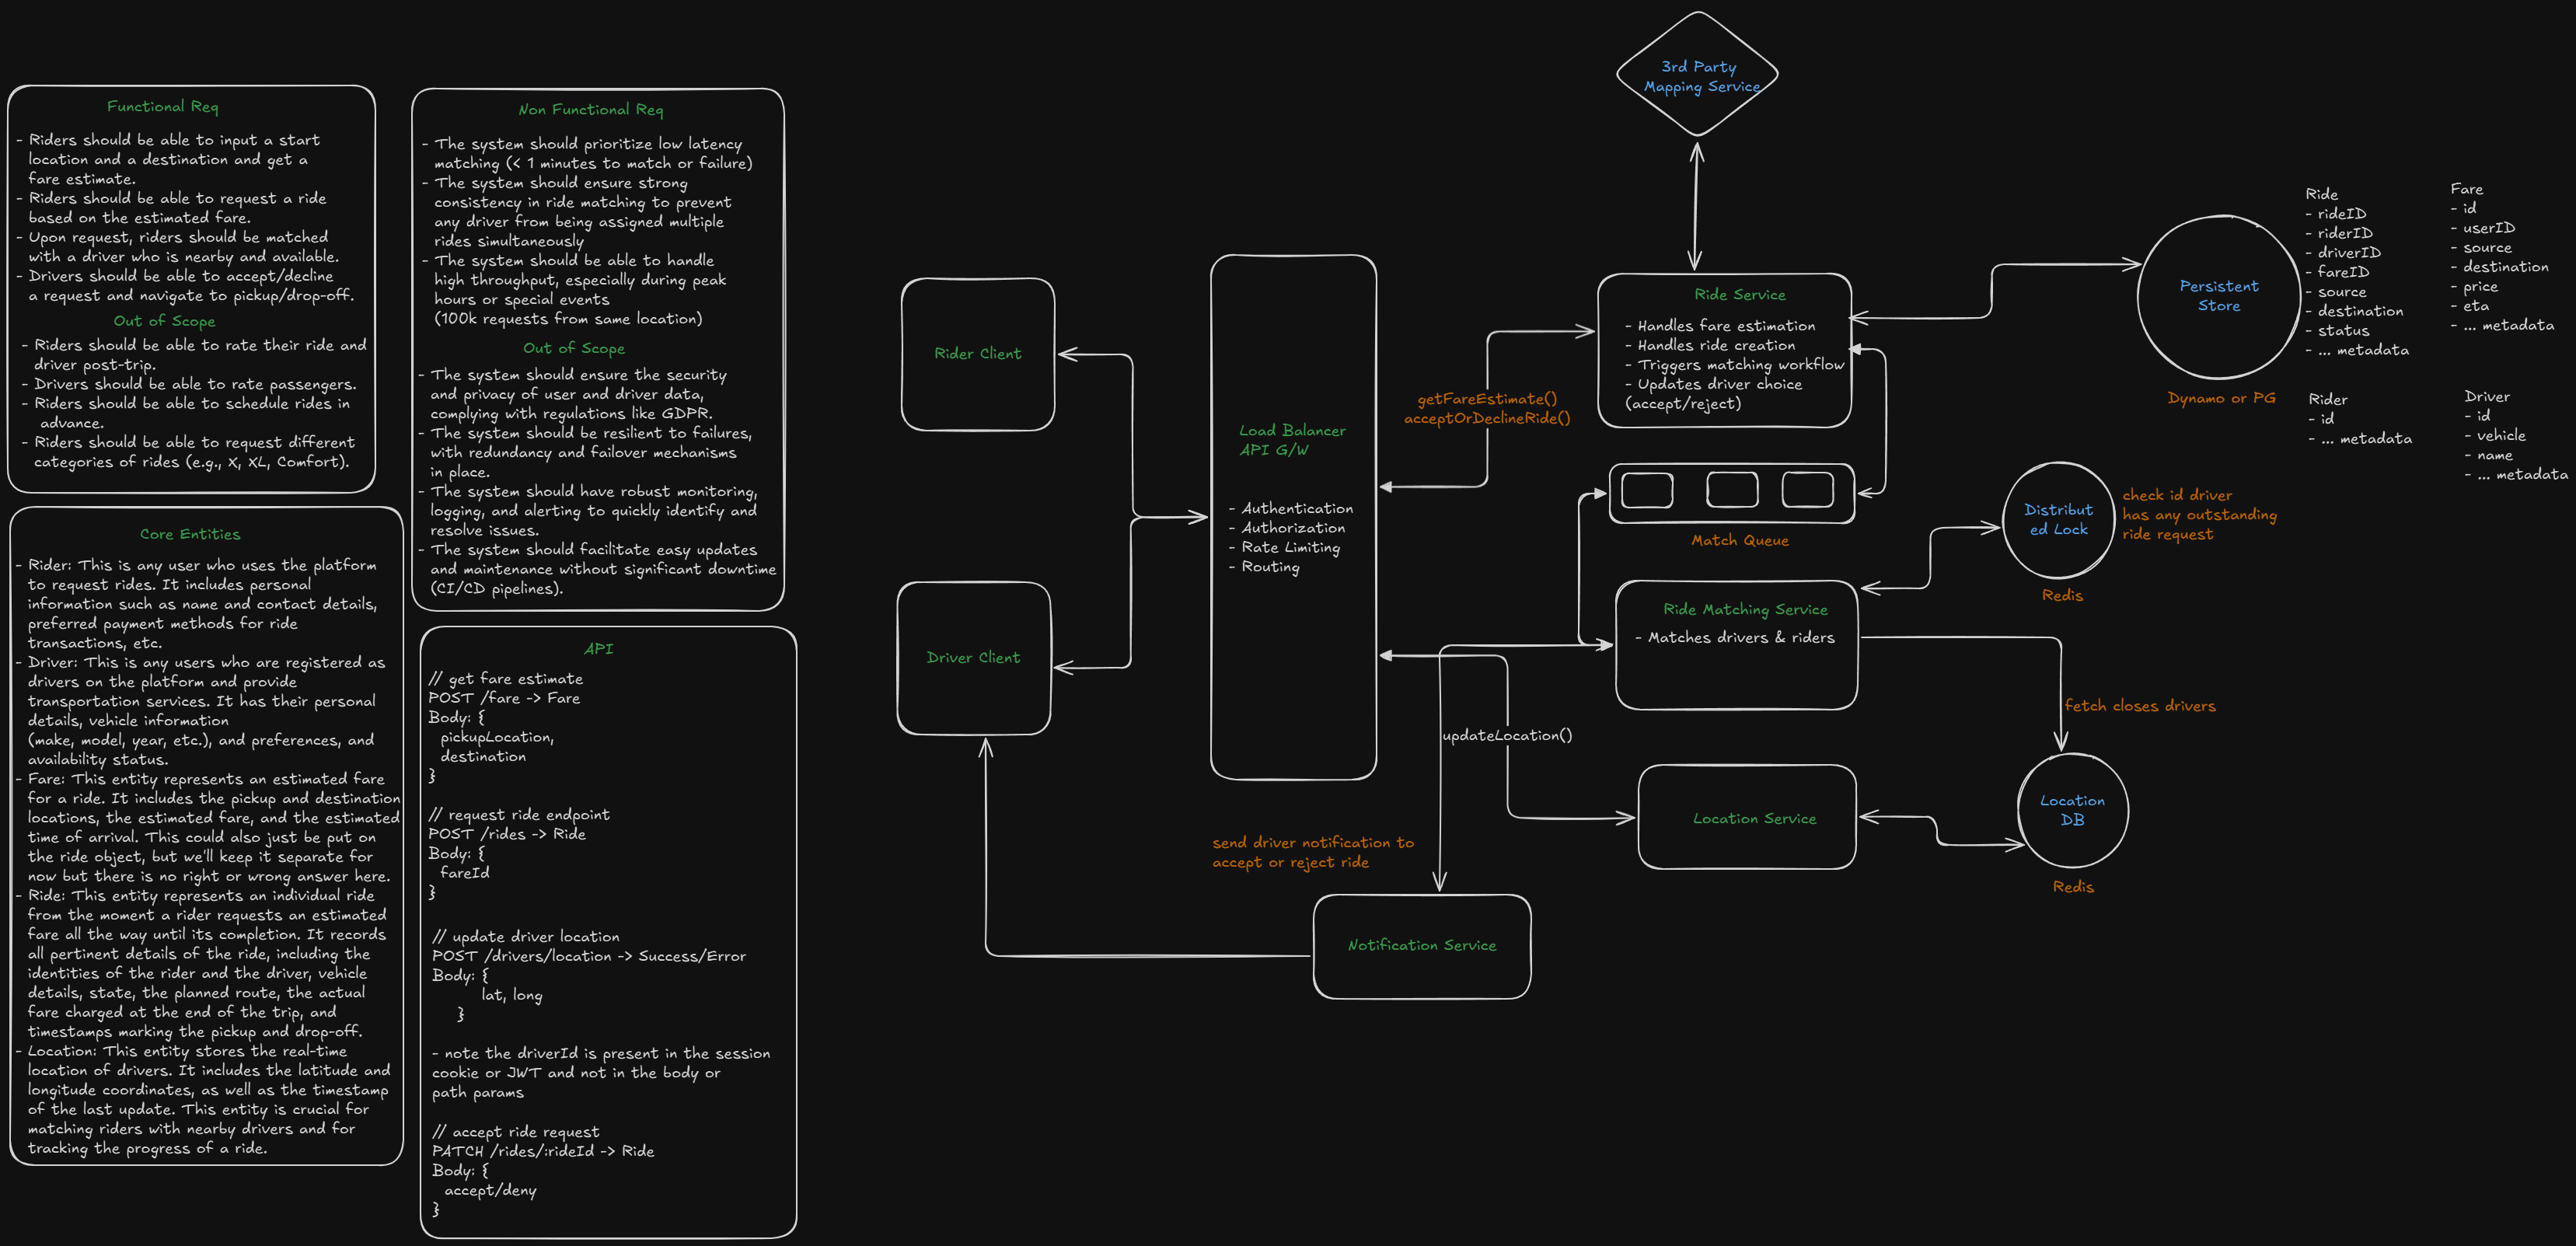 Functional Req
- Riders should be able to input a start
location and a destination and get a
fare estimate.
- Riders should be able to request a ride
based on the estimated fare.
- Upon request, riders should be matched
with a driver who is nearby and available.
- Drivers should be able to accept/decline
a request and navigate to pickup/drop-off.
Out of Scope
- Riders should be able to rate their ride and
driver post-trip.
- Drivers should be able to rate passengers.
- Riders should be able to schedule rides in
advance.
- Riders should be able to request different
categories of rides (e.g., X, XL, Comfort).
Core Entities
- Rider: This is any user who uses the platform
to request rides. It includes personal
information such as name and contact details,
preferred payment methods for ride
transactions, etc.
- Driver: This is any users who are registered as
drivers on the platform and provide
transportation services. It has their personal
details, vehicle information
(make, model, year, etc.), and preferences, and
availability status.
- Fare: This entity represents an estimated fare
for a ride. It includes the pickup and destination
locations, the estimated fare, and the estimated
time of arrival. This could also just be put on
the ride object, but we'll keep it separate for
now but there is no right or wrong answer here.
- Ride: This entity represents an individual ride
from the moment a rider requests an estimated
fare all the way until its completion. It records
all pertinent details of the ride, including the
identities of the rider and the driver, vehicle
details, state, the planned route, the actual
fare charged at the end of the trip, and
timestamps marking the pickup and drop-off.
- Location: This entity stores the real-time
location of drivers. It includes the latitude and
longitude coordinates, as well as the timestamp
of the last update. This entity is crucial for
matching riders with nearby drivers and for
tracking the progress of a ride.
Non Functional Req
- The system should prioritize low latency
matching (< 1 minutes to match or failure)
- The system should ensure strong
consistency in ride matching to prevent
any driver from being assigned multiple
rides simultaneously
- The system should be able to handle
high throughput, especially during peak
hours or special events
(100k requests from same location)
Out of Scope
- The system should ensure the security
and privacy of user and driver data,
complying with regulations like GDPR.
- The system should be resilient to failures,
with redundancy and failover mechanisms
in place.
- The system should have robust monitoring,
logging, and alerting to quickly identify and
resolve issues.
- The system should facilitate easy updates
and maintenance without significant downtime
(CI/CD pipelines).
API
// get fare estimate
POST /fare -> Fare
Body: {
pickupLocation,
destination
}
// request ride endpoint
POST /rides -> Ride
Body: {
fareId
}
// update driver location
POST /drivers/location -> Success/Error
Body: {
lat, long
}
- note the driverId is present in the session
cookie or JWT and not in the body or
path params
// accept ride request
PATCH /rides/:rideId -> Ride
Body: {
accept/deny
}
Rider Client
Driver Client
Load Balancer
API G/W
- Authentication
- Authorization
- Rate Limiting
- Routing
3rd Party
Mapping Service
getFareEstimate()
acceptOrDeclineRide()
Ride Service
- Handles fare estimation
- Handles ride creation
- Triggers matching workflow
- Updates driver choice
(accept/reject)
Match Queue
Ride Matching Service
- Matches drivers & riders
updateLocation()
Location Service
send driver notification to
accept or reject ride
Notification Service
Persistent
Store
Dynamo or PG
Ride
- rideID
- riderID
- driverID
- fareID
- source
- destination
- status
- ... metadata
Fare
- id
- userID
- source
- destination
- price
- eta
- ... metadata
Rider
- id
- ... metadata
Driver
- id
- vehicle
- name
- ... metadata
Distribut
ed Lock
Redis
check id driver
has any outstanding
ride request
fetch closes drivers
Location
DB
Redis